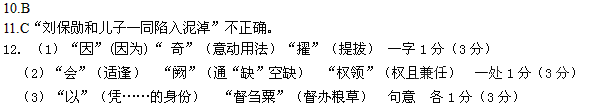 10.B
11.C“刘保勋和儿子一同陷入泥淖”不正确。
12. （1）“因”(因为)“ 奇”（意动用法）“擢”（提拔） 一字1分（3分）
（2）“会”（适逢） “阙”（通“缺”空缺） “权领”（权且兼任） 一处1分（3分）
（3）“以”（凭……的身份） “督刍粟”（督办粮草） 句意 各1分（3分）